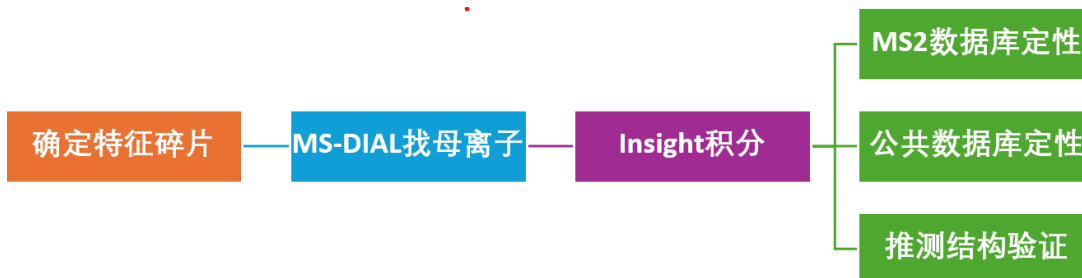 确定特征碎片
MS-DIAL找母离子
Insight积分
MS2数据库定性
公共数据库定性
推测结构验证